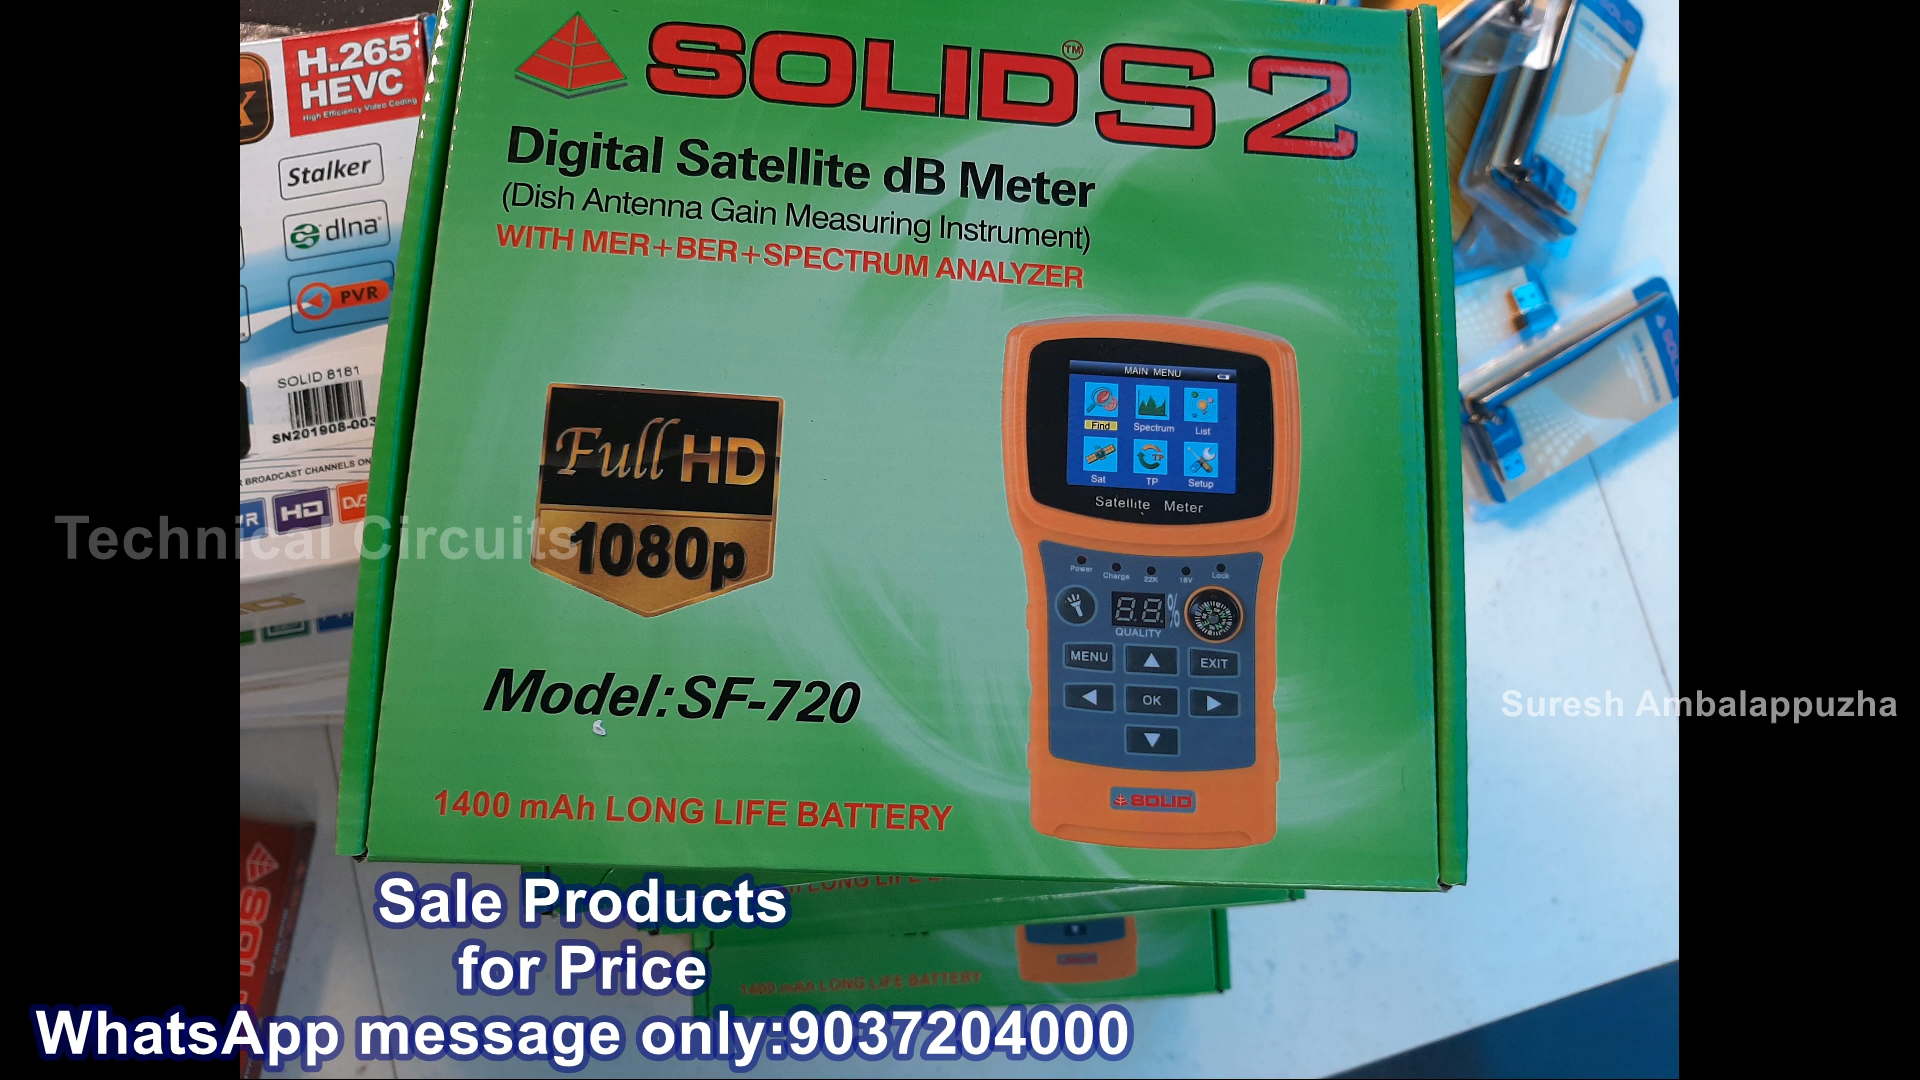 H.265
HEVC
High Efficiency Video Coding
Stalker
dlna
PVR
SOLID 8181
SN201908-003
BROADCAST CHANNELS ON
HD
SOLID™ S2
Digital Satellite dB Meter
(Dish Antenna Gain Measuring Instrument)
WITH MER+BER+SPECTRUM ANALYZER
Full HD
1080p
MAIN MENU
Find Spectrum List
Sat TP Setup
Satellite Meter
Power Charge 22K 18V Lock
88%
QUALITY
MENU EXIT
OK
SOLID
Model:SF-720
1400 mAh LONG LIFE BATTERY
1400 mAh LONG LIFE BATTERY
Technical Circuits
Suresh Ambalappuzha
Sale Products
for Price
WhatsApp message only:9037204000